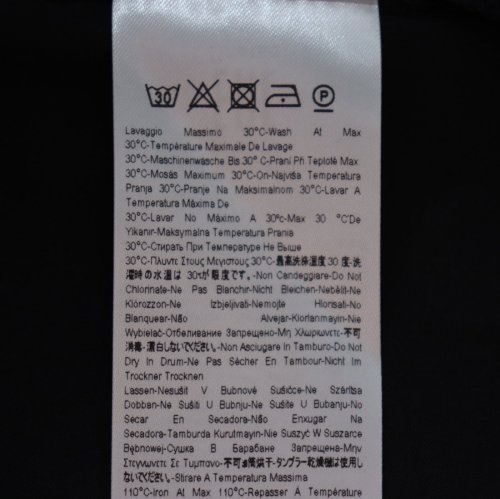 30
P
Lavaggio Massimo 30°C-Wash At Max
30°C-Température Maximale De Lavage
30°C-Maschinenwäsche Bis 30° C-Prani Při Teplotě Max
30°C-Mosás Maximum 30°C-On-Najviša Temperatura
Pranja 30°C-Pranje Na Maksimalnom 30°C-Lavar A
Temperatura Máxima De
30°C-Lavar No Máximo A 30ºc-Max 30 °C'De
Yikanir-Maksymalna Temperatura Prania
30°C-Стирать При Температуре Не Выше
30°C-Πλυντε Στους Μεγιστους 30°C-最高洗涤温度 30 度-洗
濯時の水温は 30℃が限度です。-Non Candeggiare-Do Not
Chlorinate-Ne Pas Blanchir-Nicht Bleichen-Nebělit-Ne
Klórozzon-Ne Izbjeljivati-Nemojte Hlorisati-No
Blanquear-Não Alvejar-Klorlanmayin-Nie
Wybielać-Отбеливание Запрещено-Μη Χλωριωνετε-不可
消毒-漂白しないでください。-Non Asciugare In Tamburo-Do Not
Dry In Drum-Ne Pas Sécher En Tambour-Nicht Im
Trockner Trocknen
Lassen-Nesušit V Bubnové Sušičce-Ne Szárítsa
Dobban-Ne Sušiti U Bubnju-Ne Sušite U Bubanju-No
Secar En Secadora-Não Enxugar Na
Secadora-Tamburda Kurutmayin-Nie Suszyć W Suszarce
Bębnowej-Сушка В Барабане Запрещена-Μην
Στεγνωνετε Σε Τυμπανο-不可滚筒烘干-タンブラー乾燥機は使用
しないでください。-Stirare A Temperatura Massima
110°C-Iron At Max 110°C-Repasser A Température